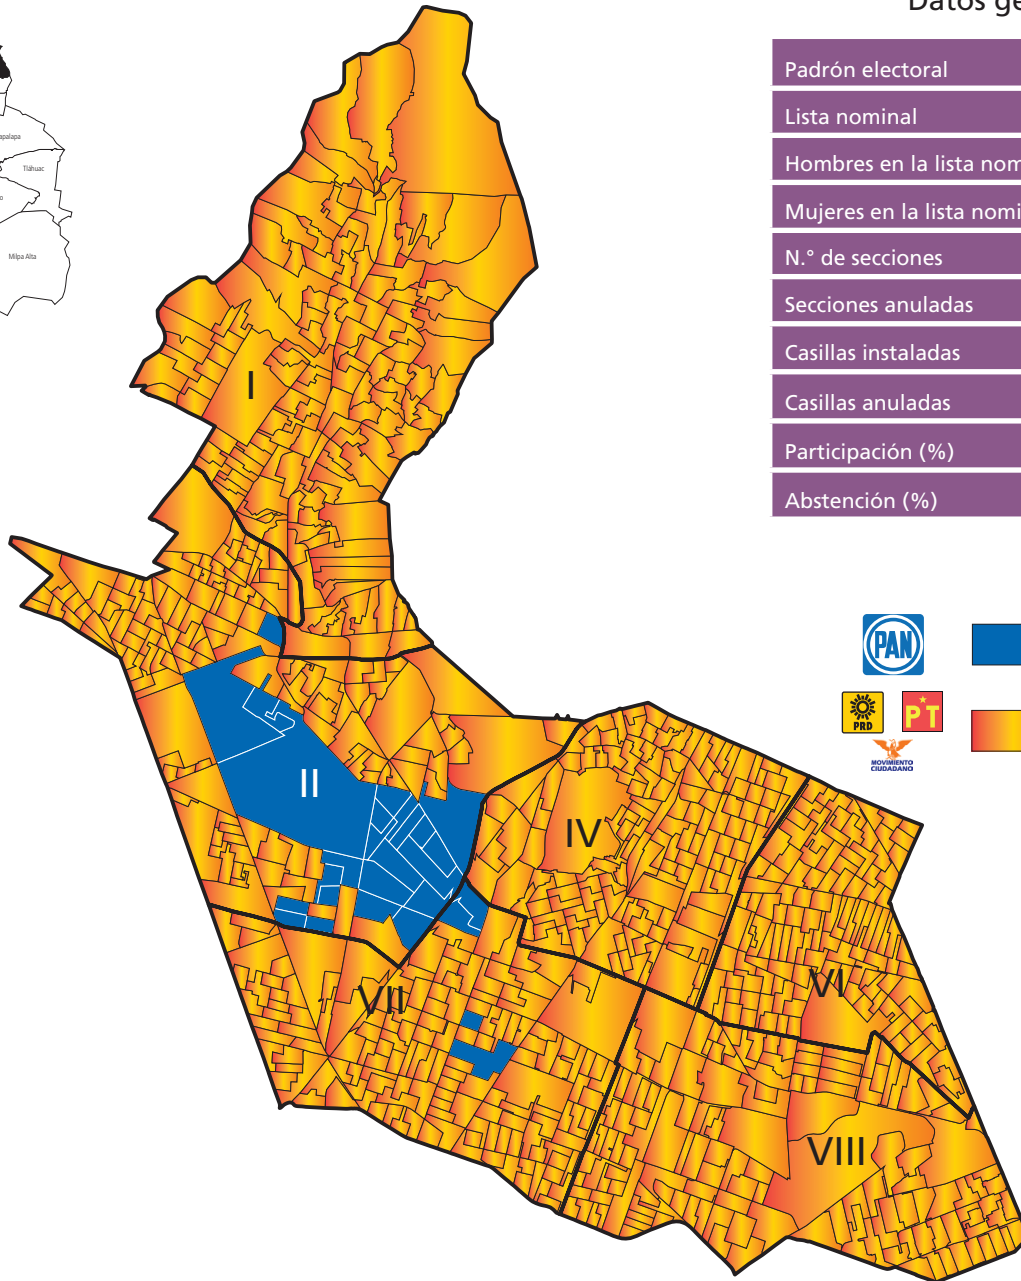 Datos ge
Padrón electoral
Lista nominal
Hombres en la lista nom
Mujeres en la lista nomi
N.° de secciones
Secciones anuladas
Casillas instaladas
Casillas anuladas
Participación (%)
Abstención (%)
apalapa
Tláhuac
o
Milpa Alta
I
II
IV
VI
VII
VIII
PAN
PRD
PT
MOVIMIENTO
CIUDADANO